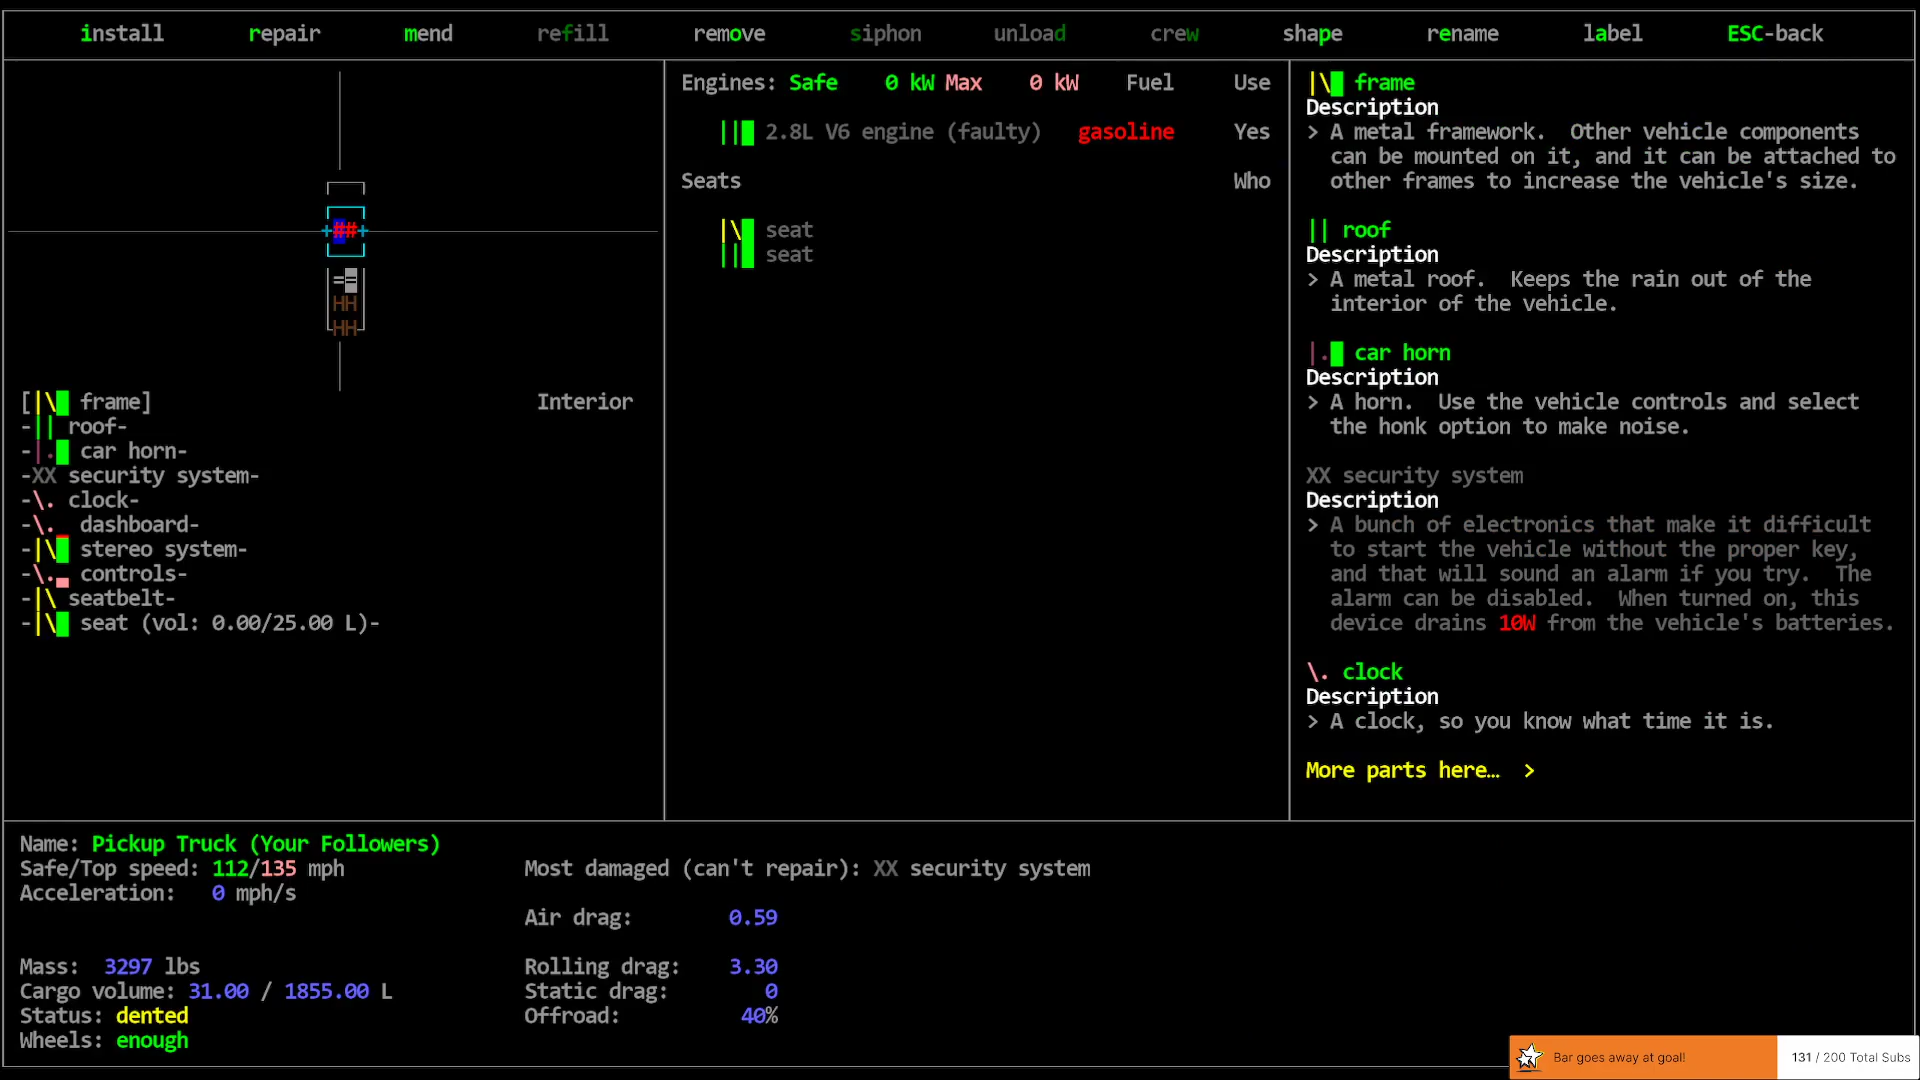 install repair mend refill remove siphon unload crew shape rename label ESC-back
Engines: Safe 0 kW Max 0 kW Fuel Use
|| 2.8L V6 engine (faulty) gasoline Yes
Seats Who
|\ seat
|| seat
+##+
==
HH
HH
[|\ frame] Interior
-|| roof-
-|. car horn-
-XX security system-
-\. clock-
-\. dashboard-
-|\ stereo system-
-\. controls-
-|\ seatbelt-
-|\ seat (vol: 0.00/25.00 L)-
|\ frame
Description
> A metal framework.  Other vehicle components
can be mounted on it, and it can be attached to
other frames to increase the vehicle's size.
|| roof
Description
> A metal roof.  Keeps the rain out of the
interior of the vehicle.
|. car horn
Description
> A horn.  Use the vehicle controls and select
the honk option to make noise.
XX security system
Description
> A bunch of electronics that make it difficult
to start the vehicle without the proper key,
and that will sound an alarm if you try.  The
alarm can be disabled.  When turned on, this
device drains 10W from the vehicle's batteries.
\. clock
Description
> A clock, so you know what time it is.
More parts here…  >
Name: Pickup Truck (Your Followers)
Safe/Top speed: 112/135 mph
Acceleration: 0 mph/s
Mass: 3297 lbs
Cargo volume: 31.00 / 1855.00 L
Status: dented
Wheels: enough
Most damaged (can't repair): XX security system
Air drag: 0.59
Rolling drag: 3.30
Static drag: 0
Offroad: 40%
Bar goes away at goal! 131 / 200 Total Subs